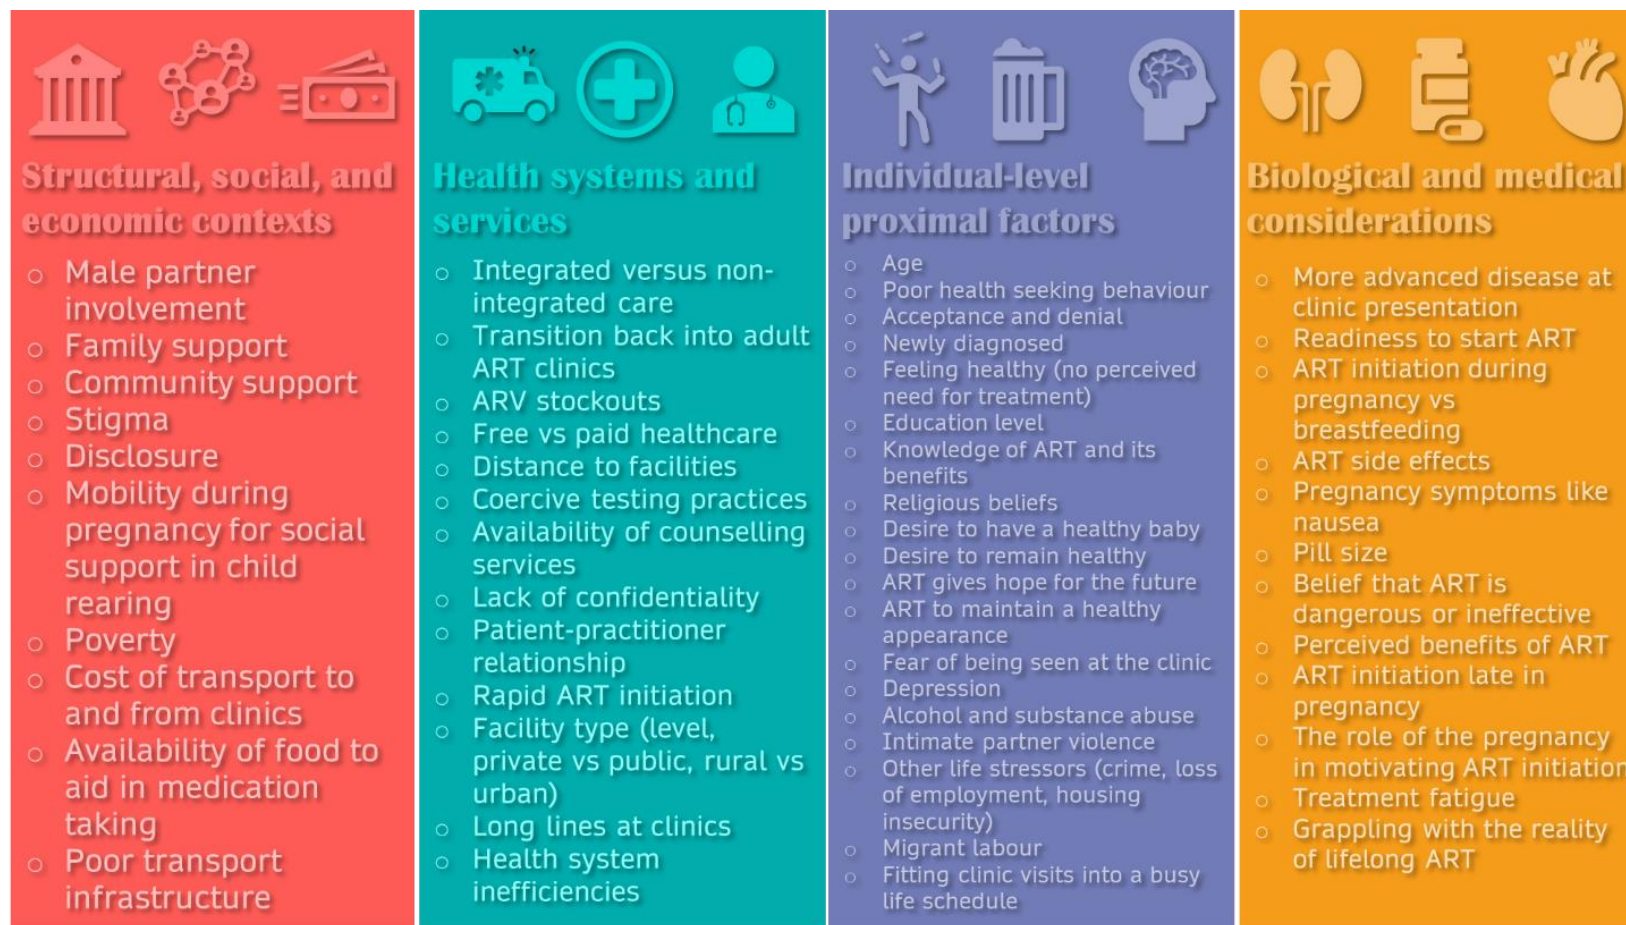 Structural, social, and
economic contexts
○ Male partner
involvement
○ Family support
○ Community support
○ Stigma
○ Disclosure
○ Mobility during
pregnancy for social
support in child
rearing
○ Poverty
○ Cost of transport to
and from clinics
○ Availability of food to
aid in medication
taking
○ Poor transport
infrastructure
Health systems and
services
○ Integrated versus non-
integrated care
○ Transition back into adult
ART clinics
○ ARV stockouts
○ Free vs paid healthcare
○ Distance to facilities
○ Coercive testing practices
○ Availability of counselling
services
○ Lack of confidentiality
○ Patient-practitioner
relationship
○ Rapid ART initiation
○ Facility type (level,
private vs public, rural vs
urban)
○ Long lines at clinics
○ Health system
inefficiencies
Individual-level
proximal factors
○ Age
○ Poor health seeking behaviour
○ Acceptance and denial
○ Newly diagnosed
○ Feeling healthy (no perceived
need for treatment)
○ Education level
○ Knowledge of ART and its
benefits
○ Religious beliefs
○ Desire to have a healthy baby
○ Desire to remain healthy
○ ART gives hope for the future
○ ART to maintain a healthy
appearance
○ Fear of being seen at the clinic
○ Depression
○ Alcohol and substance abuse
○ Intimate partner violence
○ Other life stressors (crime, loss
of employment, housing
insecurity)
○ Migrant labour
○ Fitting clinic visits into a busy
life schedule
Biological and medical
considerations
○ More advanced disease at
clinic presentation
○ Readiness to start ART
○ ART initiation during
pregnancy vs
breastfeeding
○ ART side effects
○ Pregnancy symptoms like
nausea
○ Pill size
○ Belief that ART is
dangerous or ineffective
○ Perceived benefits of ART
○ ART initiation late in
pregnancy
○ The role of the pregnancy
in motivating ART initiation
○ Treatment fatigue
○ Grappling with the reality
of lifelong ART